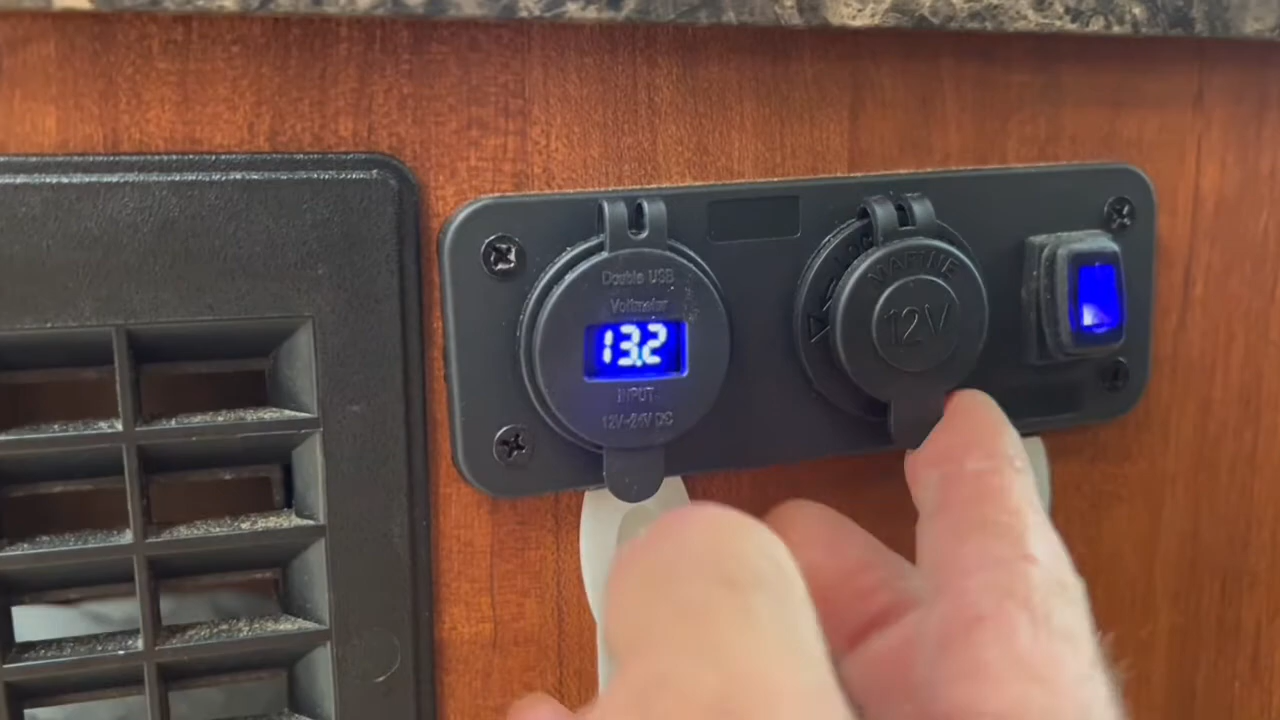 Double USB
Voltmeter
13.2
INPUT
12V-24V DC
MARINE
12V